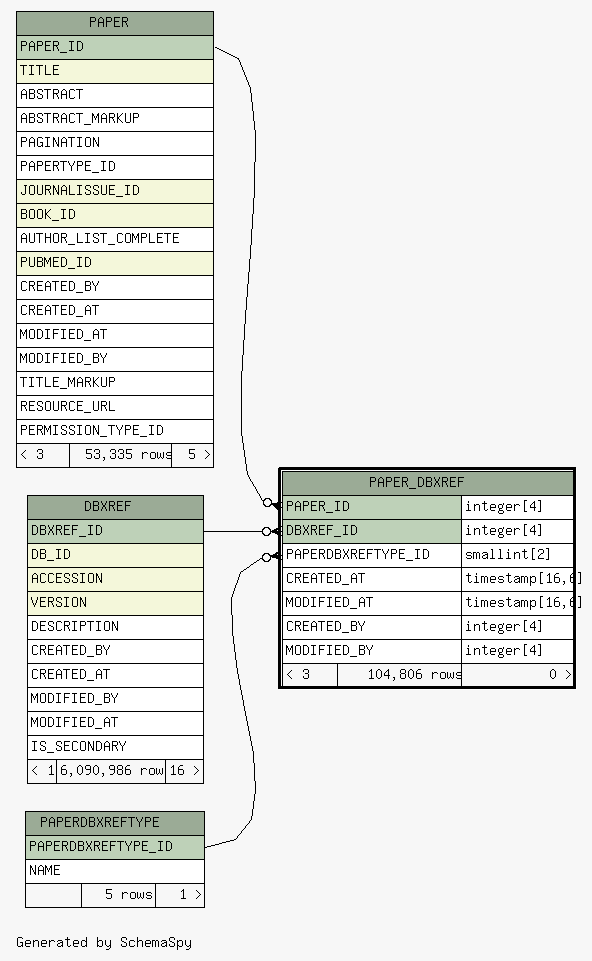 PAPER
PAPER_ID
TITLE
ABSTRACT
ABSTRACT_MARKUP
PAGINATION
PAPERTYPE_ID
JOURNALISSUE_ID
BOOK_ID
AUTHOR_LIST_COMPLETE
PUBMED_ID
CREATED_BY
CREATED_AT
MODIFIED_AT
MODIFIED_BY
TITLE_MARKUP
RESOURCE_URL
PERMISSION_TYPE_ID
< 3 53,335 rows 5 >
DBXREF
DBXREF_ID
DB_ID
ACCESSION
VERSION
DESCRIPTION
CREATED_BY
CREATED_AT
MODIFIED_BY
MODIFIED_AT
IS_SECONDARY
< 1 6,090,986 row 16 >
PAPERDBXREFTYPE
PAPERDBXREFTYPE_ID
NAME
5 rows 1 >
PAPER_DBXREF
PAPER_ID integer[4]
DBXREF_ID integer[4]
PAPERDBXREFTYPE_ID smallint[2]
CREATED_AT timestamp[16,6]
MODIFIED_AT timestamp[16,6]
CREATED_BY integer[4]
MODIFIED_BY integer[4]
< 3 104,806 rows 0 >
Generated by SchemaSpy